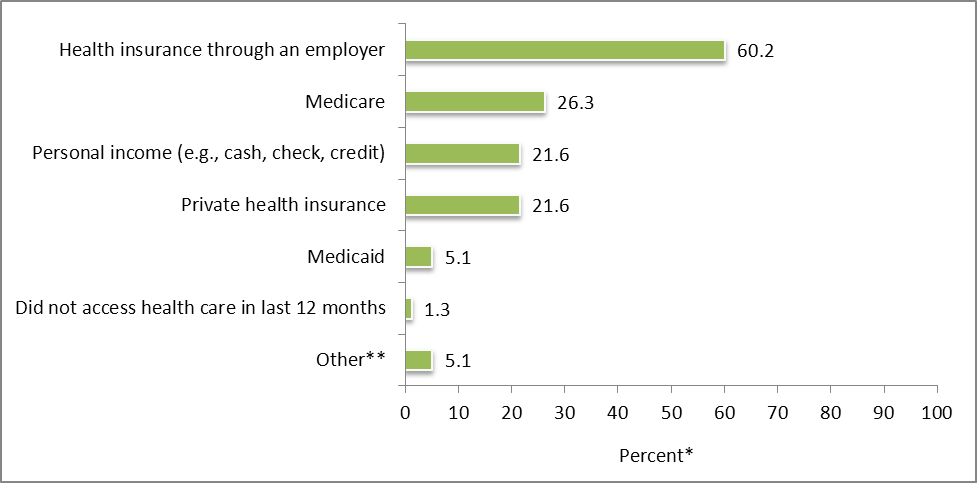 Health insurance through an employer 60.2
Medicare 26.3
Personal income (e.g., cash, check, credit) 21.6
Private health insurance 21.6
Medicaid 5.1
Did not access health care in last 12 months 1.3
Other** 5.1
0 10 20 30 40 50 60 70 80 90 100
Percent*